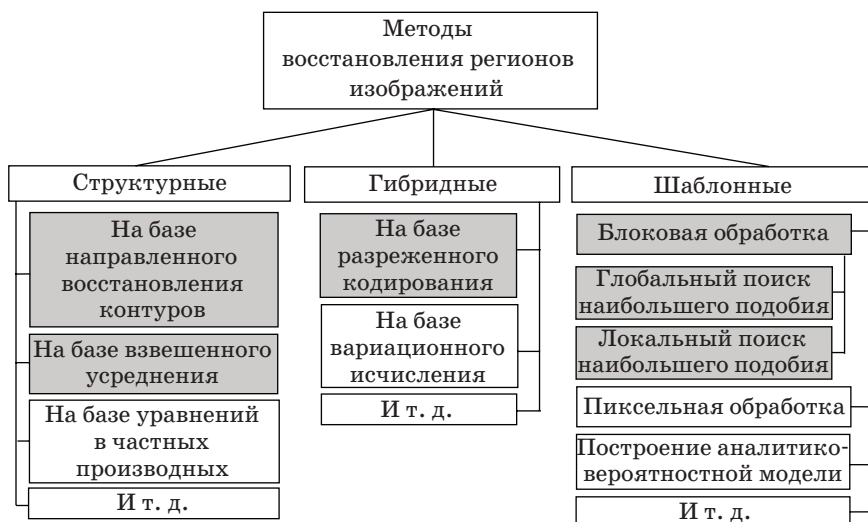 Методы
восстановления регионов
изображений
Структурные
На базе
направленного
восстановления
контуров
На базе взвешенного
усреднения
На базе уравнений
в частных
производных
И т. д.
Гибридные
На базе
разреженного
кодирования
На базе
вариационного
исчисления
И т. д.
Шаблонные
Блоковая обработка
Глобальный поиск
наибольшего подобия
Локальный поиск
наибольшего подобия
Пиксельная обработка
Построение аналитико-
вероятностной модели
И т. д.